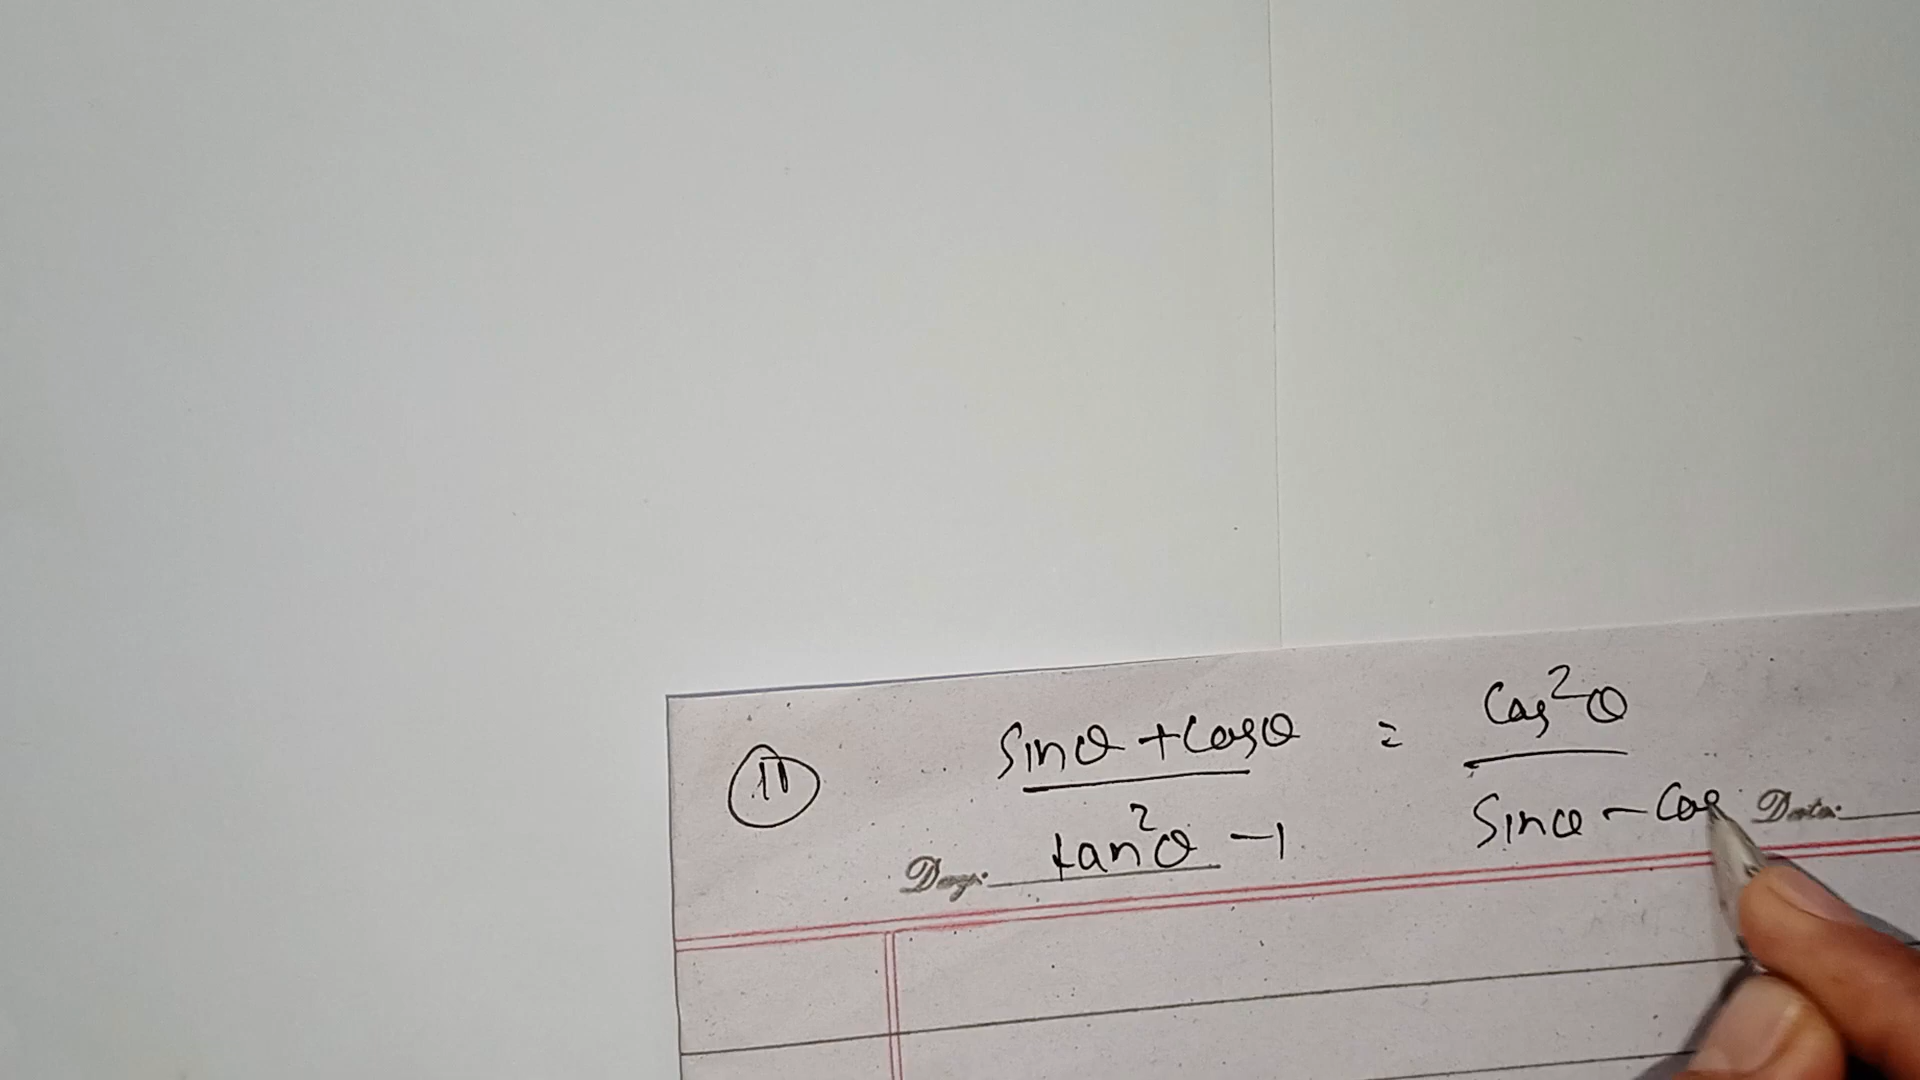 11
sinθ + cosθ = cos²θ
tan²θ - 1 sinθ - cos
Day: Date: